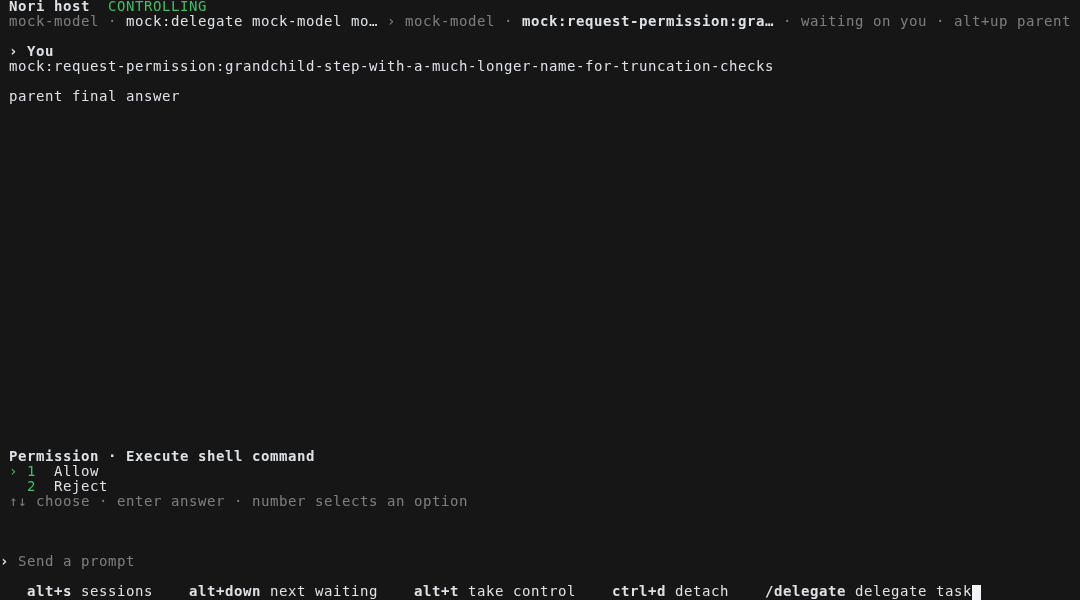 Nori host  CONTROLLING
mock-model · mock:delegate mock-model mo… › mock-model · mock:request-permission:gra… · waiting on you · alt+up parent
› You
mock:request-permission:grandchild-step-with-a-much-longer-name-for-truncation-checks
parent final answer
Permission · Execute shell command
› 1  Allow
2  Reject
↑↓ choose · enter answer · number selects an option
› Send a prompt
alt+s sessions    alt+down next waiting    alt+t take control    ctrl+d detach    /delegate delegate task